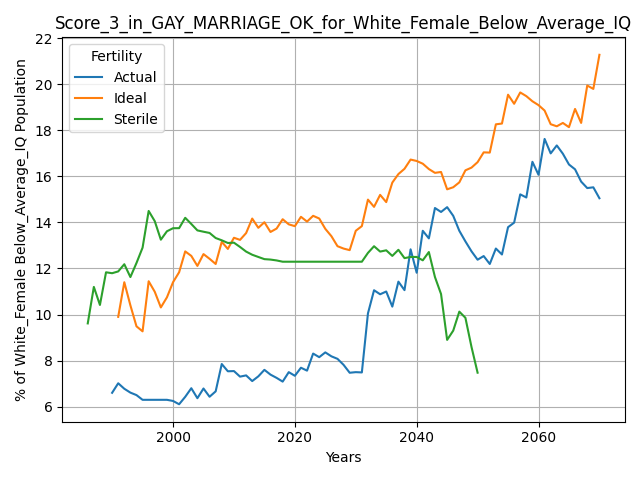 Score_3_in_GAY_MARRIAGE_OK_for_White_Female_Below_Average_IQ
Fertility
Actual
Ideal
Sterile
% of White_Female Below_Average_IQ Population
22
20
18
16
14
12
10
8
6
2000 2020 2040 2060
Years